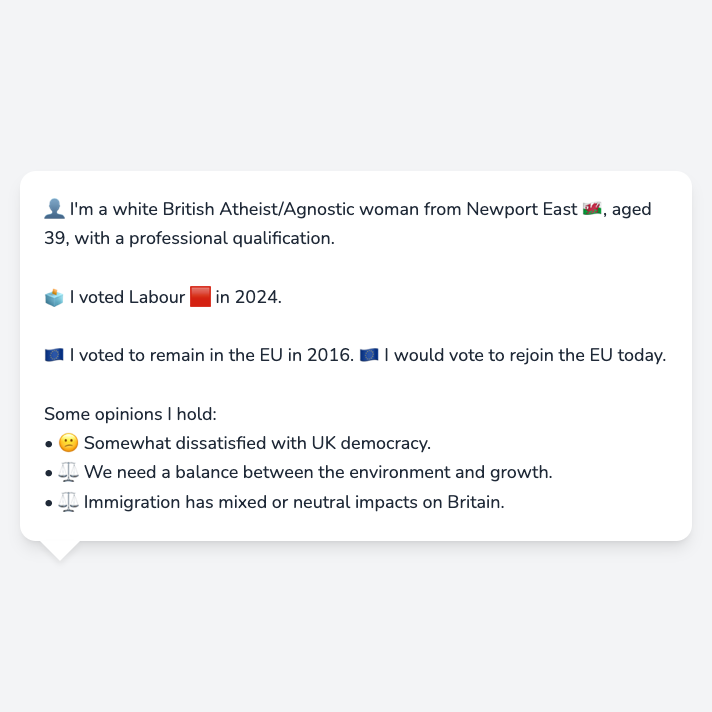 👤 I'm a white British Atheist/Agnostic woman from Newport East 🏴󠁧󠁢󠁷󠁬󠁳󠁿, aged
39, with a professional qualification.
🗳️ I voted Labour 🟥 in 2024.
🇪🇺 I voted to remain in the EU in 2016. 🇪🇺 I would vote to rejoin the EU today.
Some opinions I hold:
• 😕 Somewhat dissatisfied with UK democracy.
• ⚖️ We need a balance between the environment and growth.
• ⚖️ Immigration has mixed or neutral impacts on Britain.